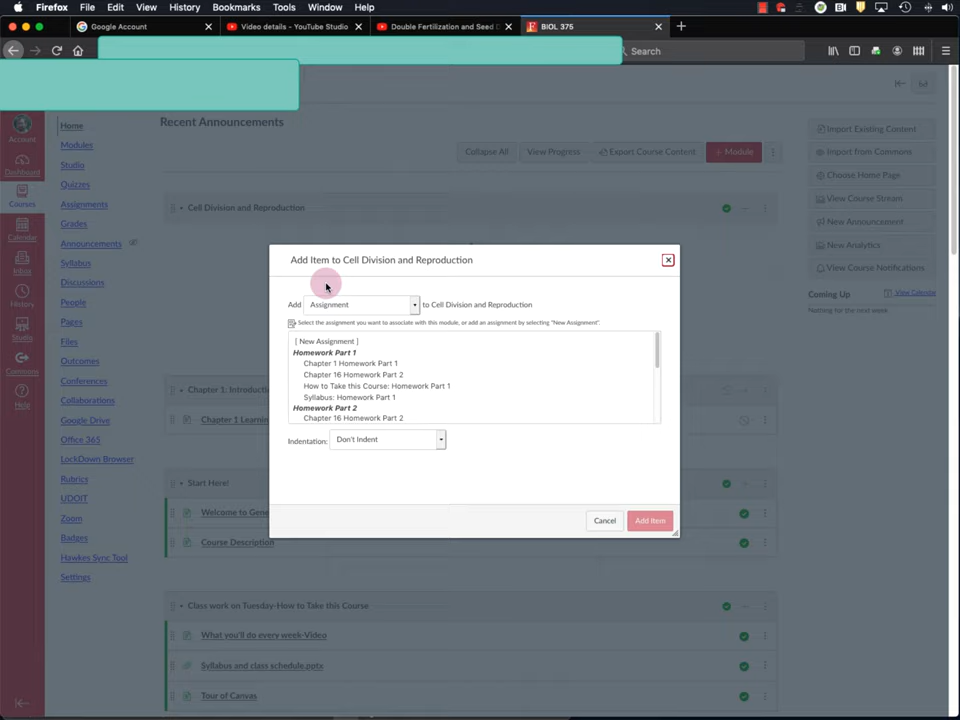 Firefox File Edit View History Bookmarks Tools Window Help
Google Account
Video details - YouTube Studio
Double Fertilization and Seed D
BIOL 375
Search
Recent Announcements
Collapse All
View Progress
Export Course Content
+ Module
Account
Dashboard
Courses
Calendar
Inbox
History
Studio
Commons
Help
Home
Modules
Studio
Quizzes
Assignments
Grades
Announcements
Syllabus
Discussions
People
Pages
Files
Outcomes
Conferences
Collaborations
Google Drive
Office 365
LockDown Browser
Rubrics
UDOIT
Zoom
Badges
Hawkes Sync Tool
Settings
Cell Division and Reproduction
Add Item to Cell Division and Reproduction
Add Assignment to Cell Division and Reproduction
Select the assignment you want to associate with this module, or add an assignment by selecting "New Assignment".
[ New Assignment ]
Homework Part 1
Chapter 1 Homework Part 1
Chapter 16 Homework Part 2
How to Take this Course: Homework Part 1
Syllabus: Homework Part 1
Homework Part 2
Chapter 16 Homework Part 2
Indentation: Don't Indent
Cancel
Add Item
Chapter 1: Introducti
Chapter 1 Learnin
Start Here!
Welcome to Gene
Course Description
Class work on Tuesday-How to Take this Course
What you'll do every week-Video
Syllabus and class schedule.pptx
Tour of Canvas
Import Existing Content
Import from Commons
Choose Home Page
View Course Stream
New Announcement
New Analytics
View Course Notifications
Coming Up
View Calendar
Nothing for the next week